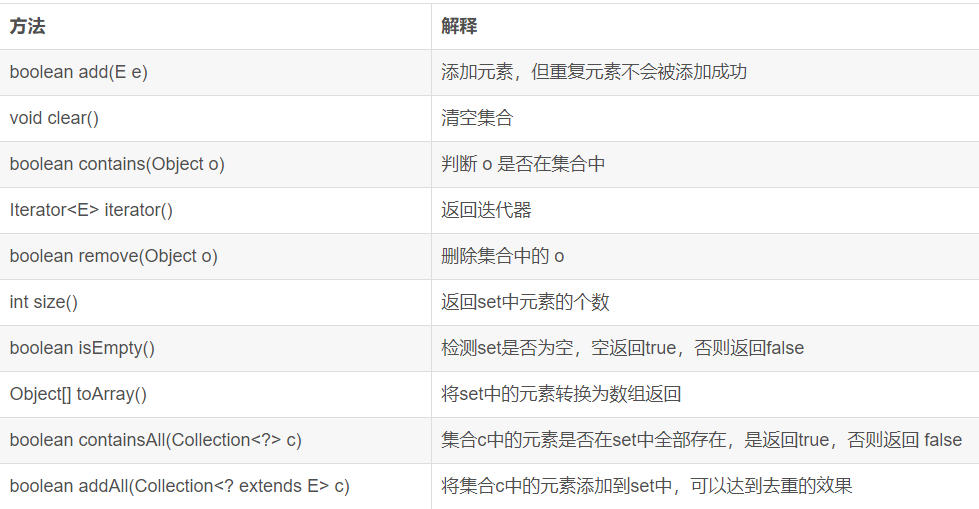 方法 解释
boolean add(E e) 添加元素，但重复元素不会被添加成功
void clear() 清空集合
boolean contains(Object o) 判断 o 是否在集合中
Iterator<E> iterator() 返回迭代器
boolean remove(Object o) 删除集合中的 o
int size() 返回set中元素的个数
boolean isEmpty() 检测set是否为空，空返回true，否则返回false
Object[] toArray() 将set中的元素转换为数组返回
boolean containsAll(Collection<?> c) 集合c中的元素是否在set中全部存在，是返回true，否则返回 false
boolean addAll(Collection<? extends E> c) 将集合c中的元素添加到set中，可以达到去重的效果